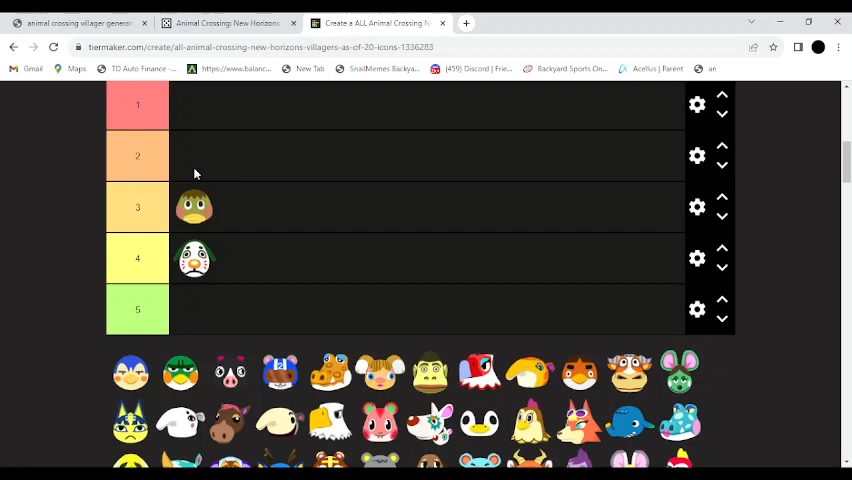 animal crossing villager generat
Animal Crossing: New Horizons
Create a ALL Animal Crossing Ne
tiermaker.com/create/all-animal-crossing-new-horizons-villagers-as-of-20-icons-1336283
Gmail
Maps
TD Auto Finance -...
https://www.balanc...
New Tab
SnailMemes Backya...
(459) Discord | Frie...
Backyard Sports On...
Acellus | Parent
an
1
2
3
4
5